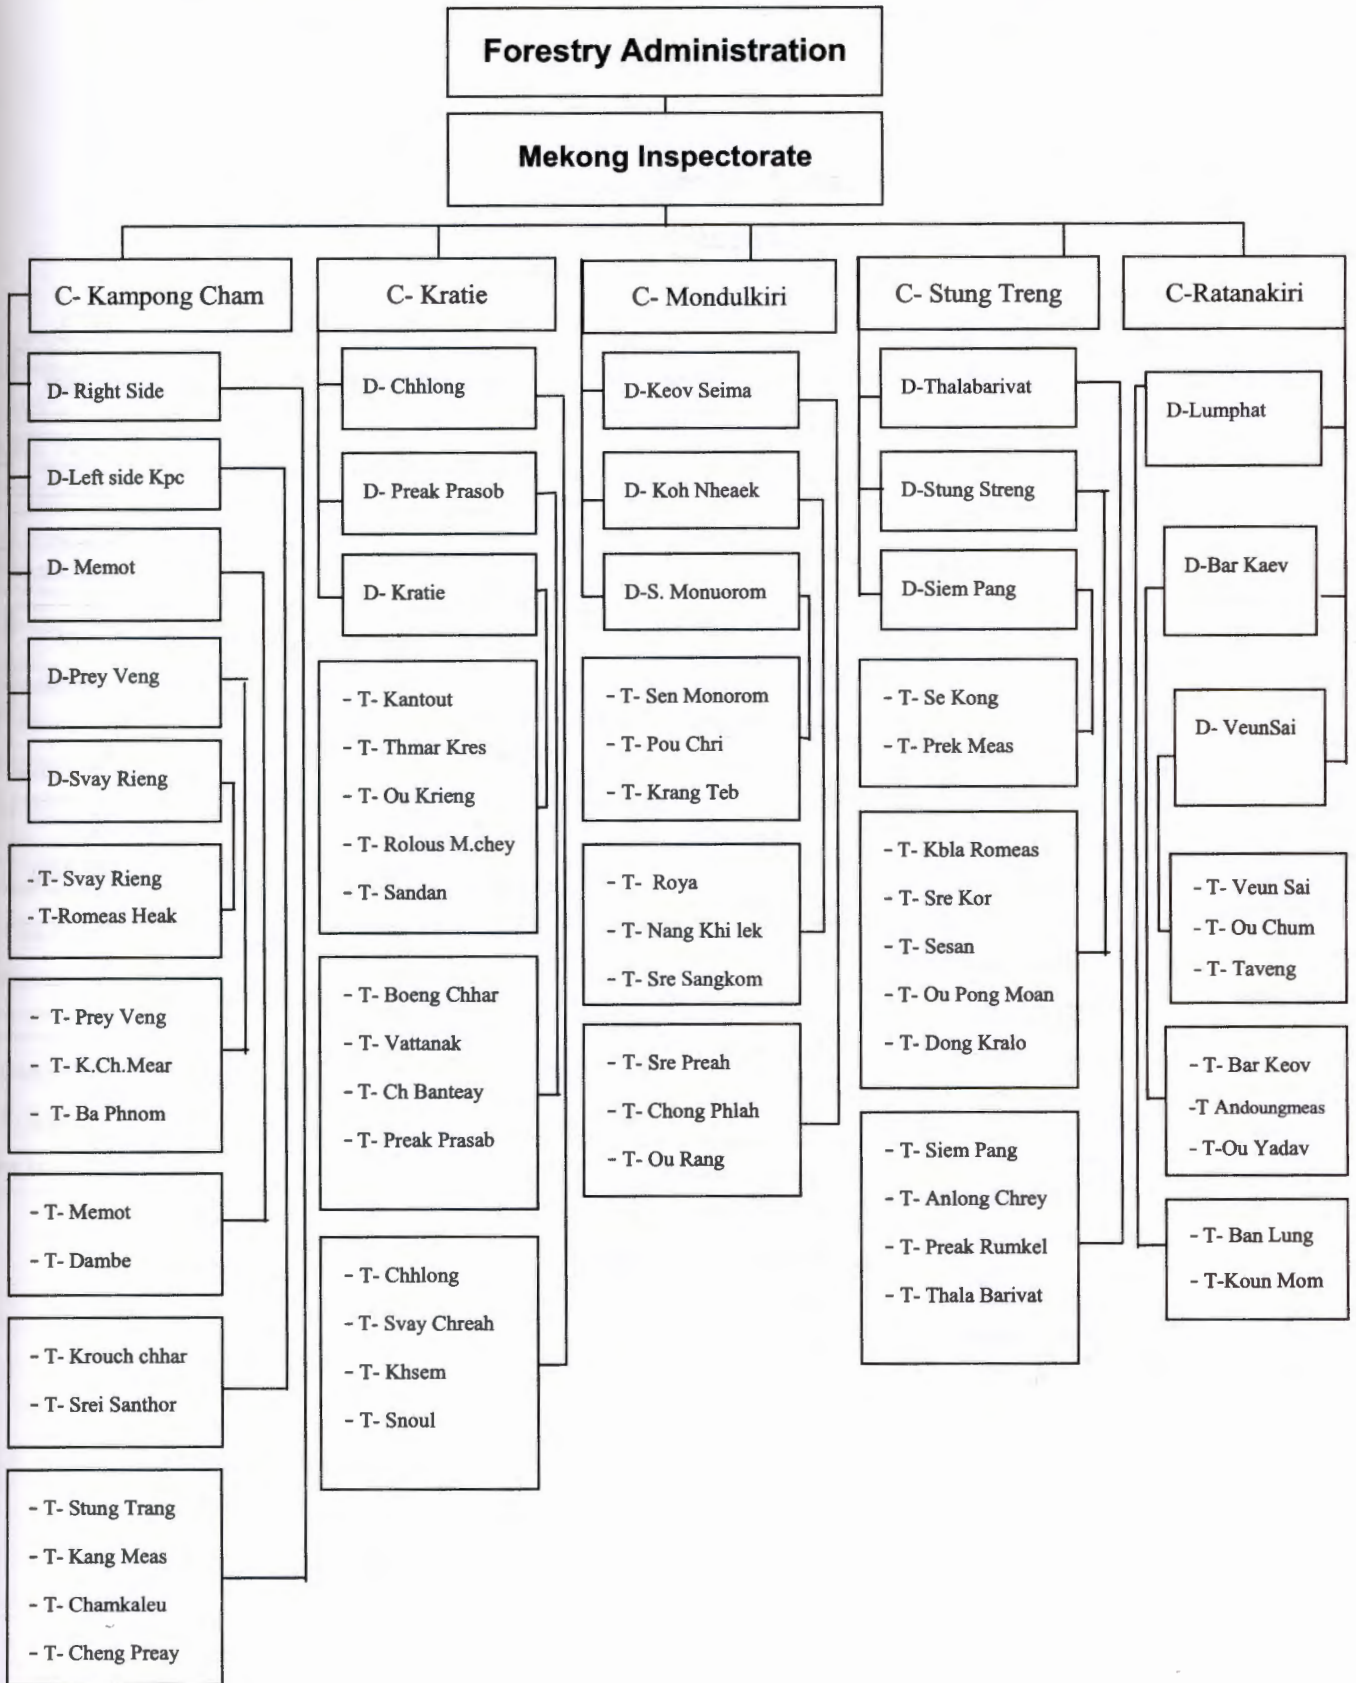 Forestry Administration
Mekong Inspectorate
C- Kampong Cham
D- Right Side
D-Left side Kpc
D- Memot
D-Prey Veng
D-Svay Rieng
- T- Svay Rieng
- T-Romeas Heak
- T- Prey Veng
- T- K.Ch.Mear
- T- Ba Phnom
- T- Memot
- T- Dambe
- T- Krouch chhar
- T- Srei Santhor
- T- Stung Trang
- T- Kang Meas
- T- Chamkaleu
- T- Cheng Preay
C- Kratie
D- Chhlong
D- Preak Prasob
D- Kratie
- T- Kantout
- T- Thmar Kres
- T- Ou Krieng
- T- Rolous M.chey
- T- Sandan
- T- Boeng Chhar
- T- Vattanak
- T- Ch Banteay
- T- Preak Prasab
- T- Chhlong
- T- Svay Chreah
- T- Khsem
- T- Snoul
C- Mondulkiri
D-Keov Seima
D- Koh Nheaek
D-S. Monuorom
- T- Sen Monorom
- T- Pou Chri
- T- Krang Teb
- T- Roya
- T- Nang Khi lek
- T- Sre Sangkom
- T- Sre Preah
- T- Chong Phlah
- T- Ou Rang
C- Stung Treng
D-Thalabarivat
D-Stung Streng
D-Siem Pang
- T- Se Kong
- T- Prek Meas
- T- Kbla Romeas
- T- Sre Kor
- T- Sesan
- T- Ou Pong Moan
- T- Dong Kralo
- T- Siem Pang
- T- Anlong Chrey
- T- Preak Rumkel
- T- Thala Barivat
C-Ratanakiri
D-Lumphat
D-Bar Kaev
D- VeunSai
- T- Veun Sai
- T- Ou Chum
- T- Taveng
- T- Bar Keov
-T Andoungmeas
- T-Ou Yadav
- T- Ban Lung
- T-Koun Mom